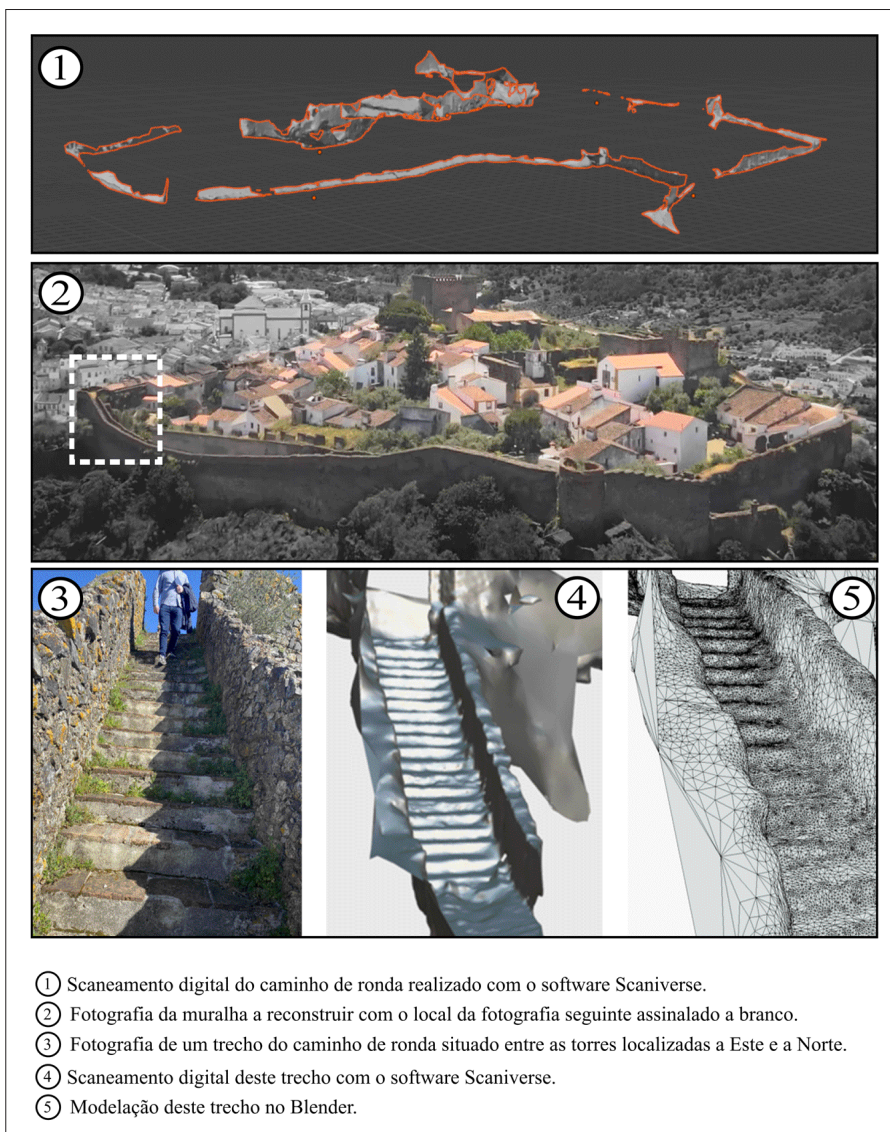 1
2
3
4
5
1 Scaneamento digital do caminho de ronda realizado com o software Scaniverse.
2 Fotografia da muralha a reconstruir com o local da fotografia seguinte assinalado a branco.
3 Fotografia de um trecho do caminho de ronda situado entre as torres localizadas a Este e a Norte.
4 Scaneamento digital deste trecho com o software Scaniverse.
5 Modelação deste trecho no Blender.